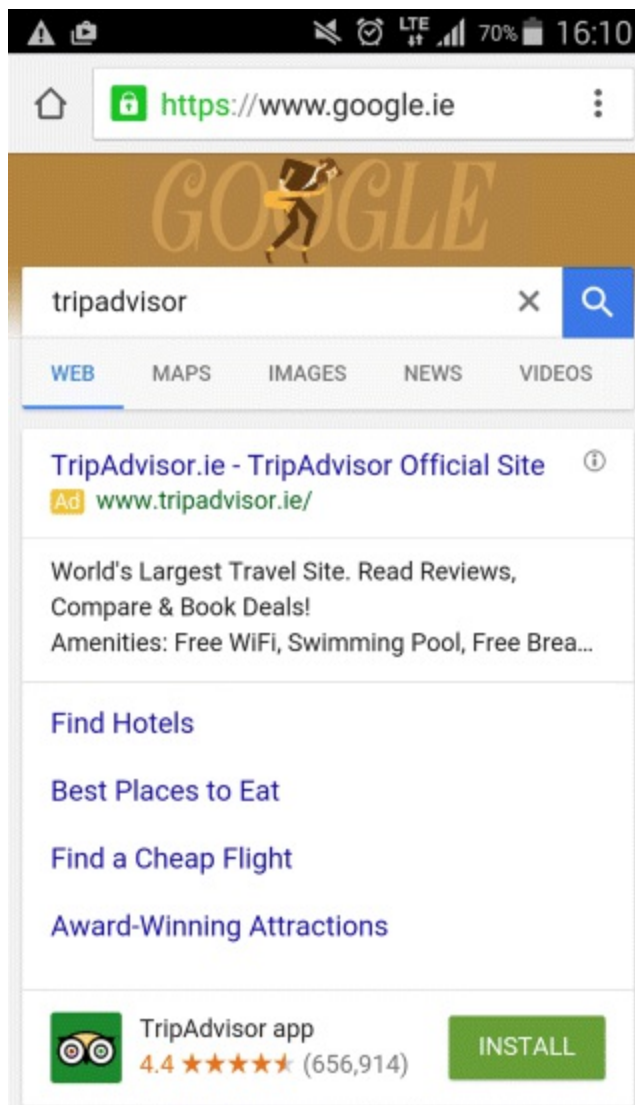 LTE 70% 16:10
https://www.google.ie
GOOGLE
tripadvisor
WEB MAPS IMAGES NEWS VIDEOS
TripAdvisor.ie - TripAdvisor Official Site
Ad www.tripadvisor.ie/
World's Largest Travel Site. Read Reviews,
Compare & Book Deals!
Amenities: Free WiFi, Swimming Pool, Free Brea...
Find Hotels
Best Places to Eat
Find a Cheap Flight
Award-Winning Attractions
TripAdvisor app
4.4 (656,914)
INSTALL